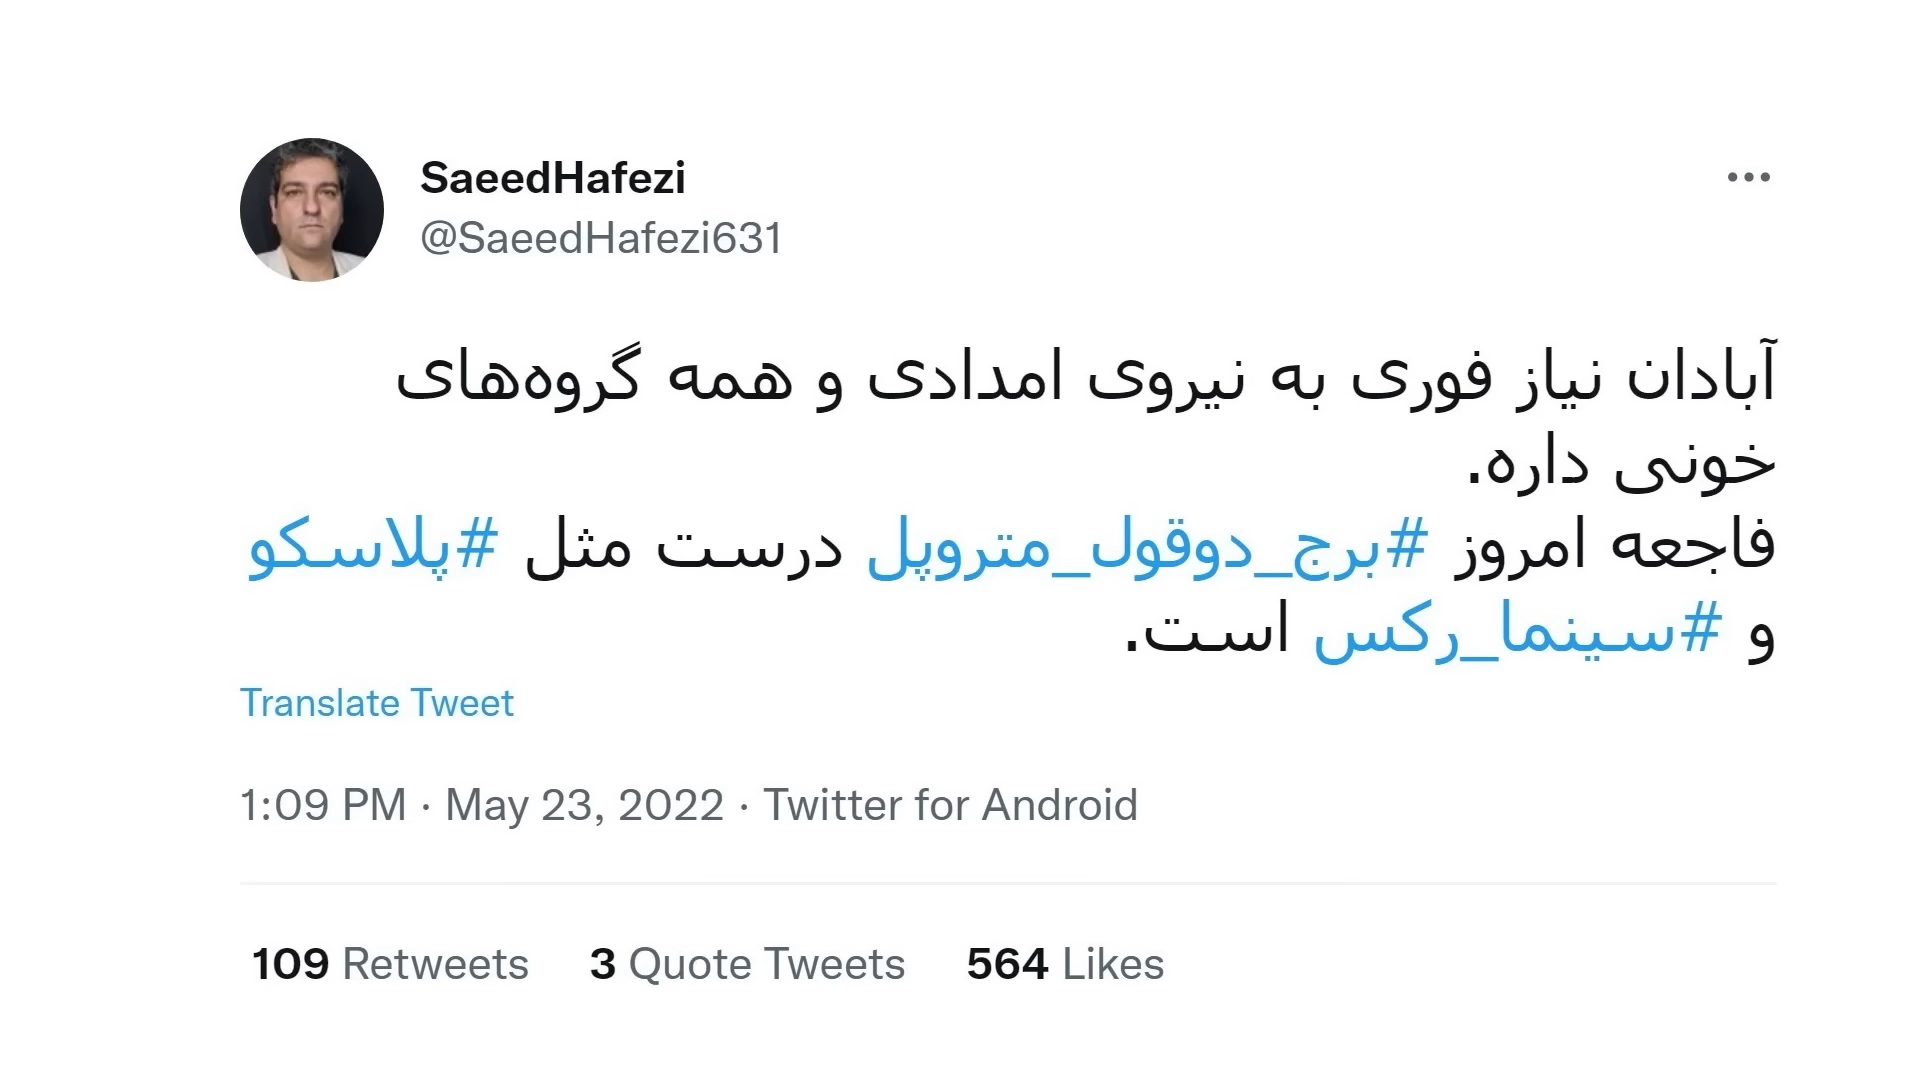 SaeedHafezi
@SaeedHafezi631
آبادان نیاز فوری به نیروی امدادی و همه گروه‌های
خونی داره.
فاجعه امروز #برج_دوقول_متروپل درست مثل #پلاسکو
و #سینما_رکس است.
Translate Tweet
1:09 PM · May 23, 2022 · Twitter for Android
109 Retweets 3 Quote Tweets 564 Likes